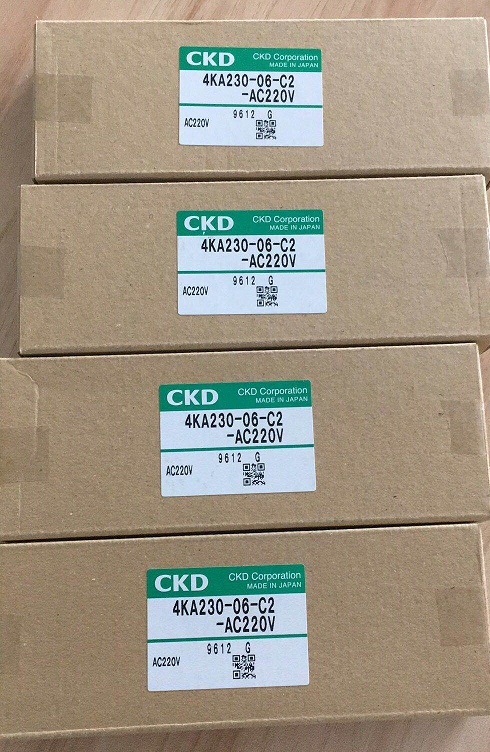 CKD CKD Corporation
MADE IN JAPAN
4KA230-06-C2
-AC220V
9612 G
AC220V
CKD CKD Corporation
MADE IN JAPAN
4KA230-06-C2
-AC220V
9612 G
AC220V
CKD CKD Corporation
MADE IN JAPAN
4KA230-06-C2
-AC220V
9612 G
AC220V
CKD CKD Corporation
MADE IN JAPAN
4KA230-06-C2
-AC220V
9612 G
AC220V